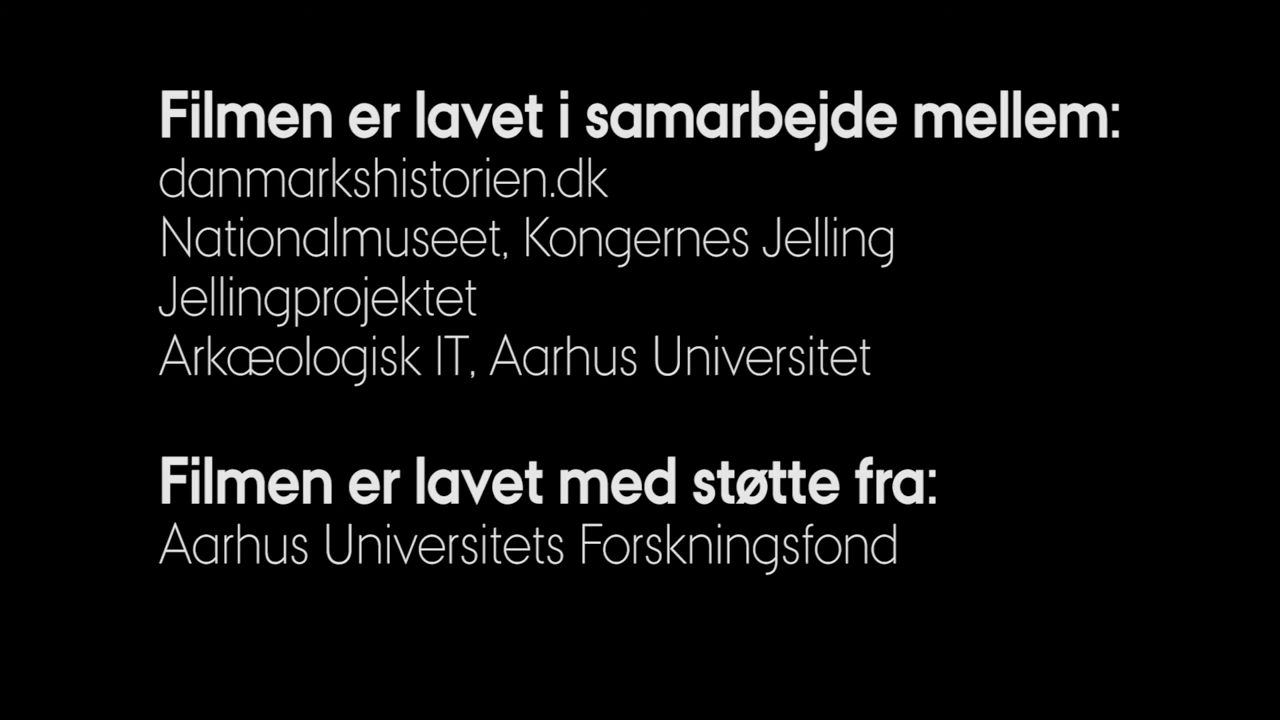 Filmen er lavet i samarbejde mellem:
danmarkshistorien.dk
Nationalmuseet, Kongernes Jelling
Jellingprojektet
Arkæologisk IT, Aarhus Universitet
Filmen er lavet med støtte fra:
Aarhus Universitets Forskningsfond